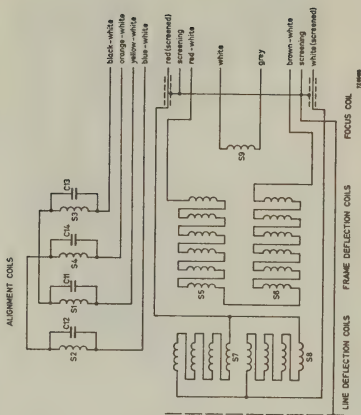 ALIGNMENT COILS
black-white
orange-white
yellow-white
blue-white
C13
S3
C14
S4
C11
S1
C12
S2
red(screened)
screening
red-white
white
grey
brown-white
screening
white(screened)
S9
S5
S6
S7
S8
LINE DEFLECTION COILS
FRAME DEFLECTION COILS
FOCUS COIL